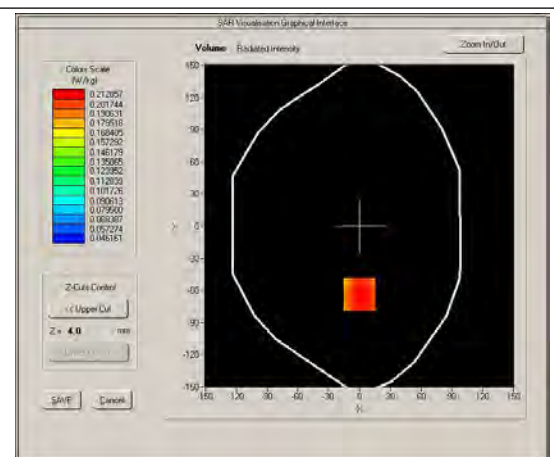 SAR Visualisation Graphical Interface
Volume Radiated Intensity
Zoom In/Out
Colors Scale
(W/kg)
0.212857
0.201744
0.190631
0.179518
0.168405
0.157292
0.146179
0.135065
0.123952
0.112839
0.101726
0.090613
0.079500
0.068387
0.057274
0.046161
150
120
90
60
30
0
-30
-60
-90
-120
-150
Y
-150 -120 -90 -60 -30 0 30 60 90 120 150
X
Z-Cuts Control
<< Upper Cut
Z = 4.0 mm
SAVE Cancel